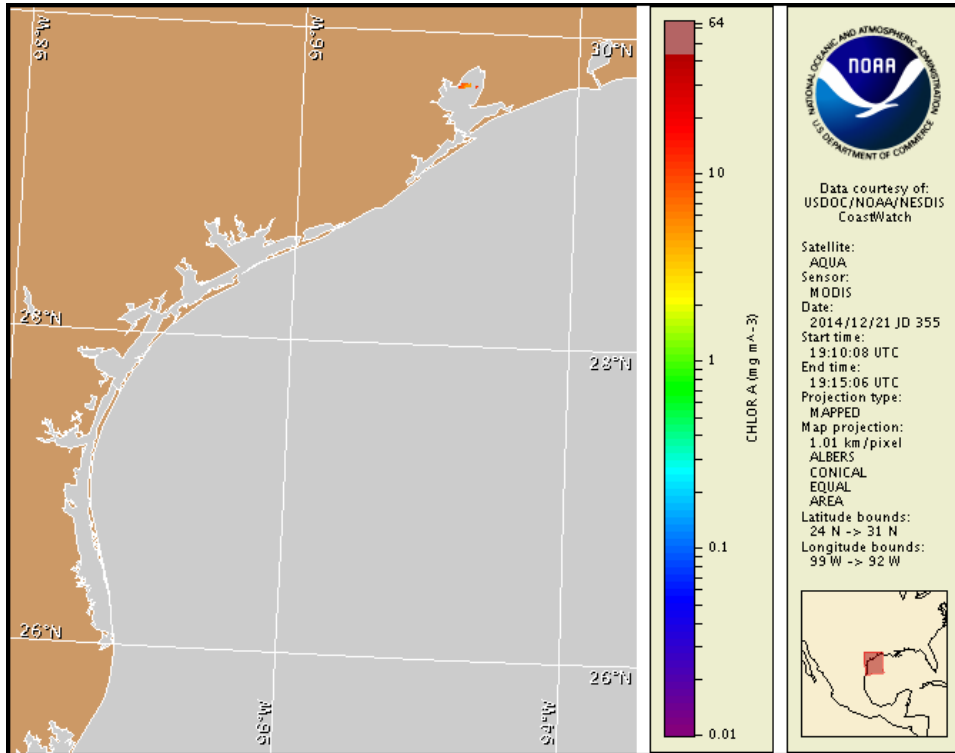 98°W
96°W
30°N
28°N
28°N
26°N
26°N
96°W
94°W
64
10
1
0.1
0.01
CHLOR A (mg m^-3)
NATIONAL OCEANIC AND ATMOSPHERIC ADMINISTRATION
NOAA
U.S. DEPARTMENT OF COMMERCE
Data courtesy of:
USDOC/NOAA/NESDIS
CoastWatch
Satellite:
AQUA
Sensor:
MODIS
Date:
2014/12/21 JD 355
Start time:
19:10:08 UTC
End time:
19:15:06 UTC
Projection type:
MAPPED
Map projection:
1.01 km/pixel
ALBERS
CONICAL
EQUAL
AREA
Latitude bounds:
24 N -> 31 N
Longitude bounds:
99 W -> 92 W